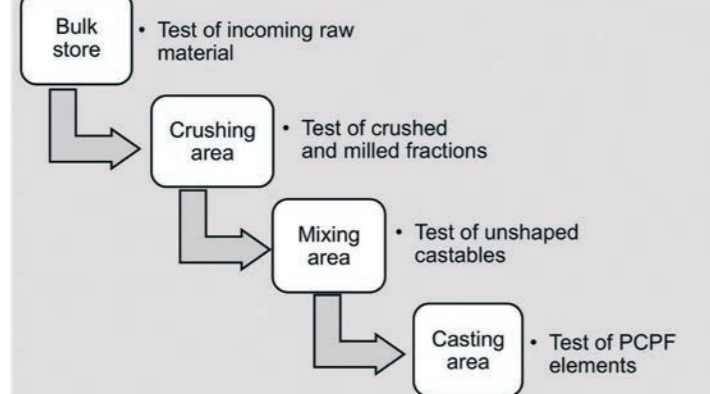 Bulk
store
• Test of incoming raw
material
Crushing
area
• Test of crushed
and milled fractions
Mixing
area
• Test of unshaped
castables
Casting
area
• Test of PCPF
elements